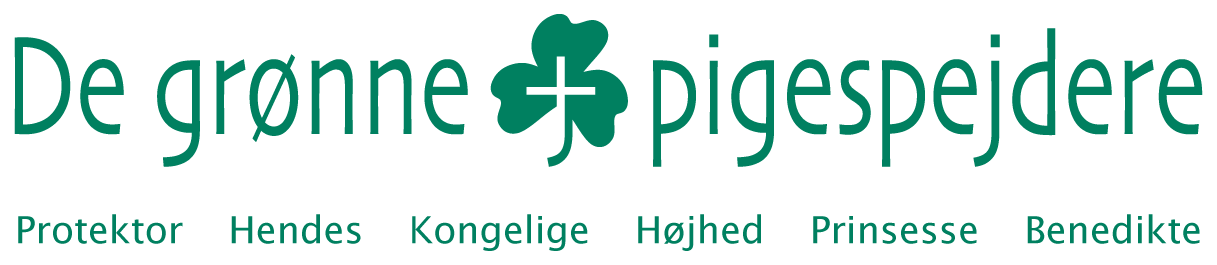 De grønne pigespejdere
Protektor Hendes Kongelige Højhed Prinsesse Benedikte